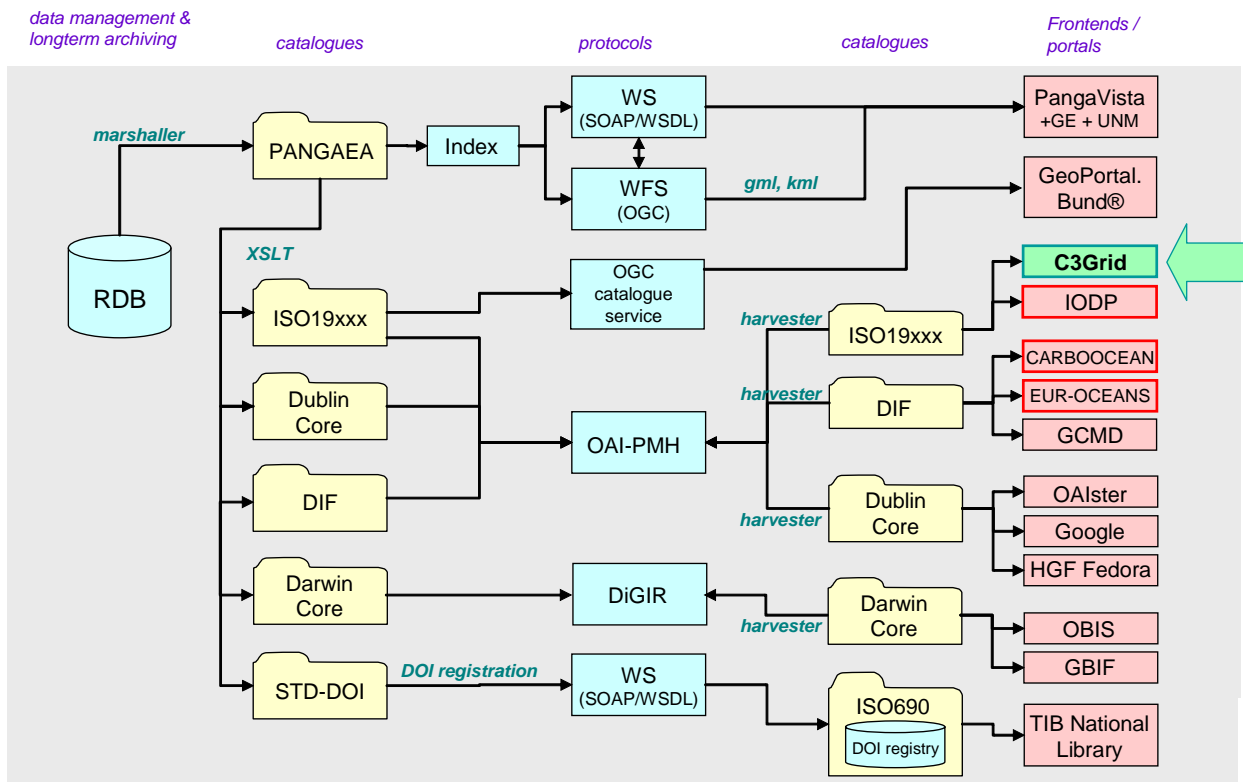 data management &
longterm archiving
catalogues
protocols
catalogues
Frontends /
portals
marshaller
PANGAEA
Index
WS
(SOAP/WSDL)
WFS
(OGC)
gml, kml
PangaVista
+GE + UNM
GeoPortal.
Bund®
RDB
XSLT
ISO19xxx
OGC
catalogue
service
harvester
ISO19xxx
C3Grid
IODP
Dublin
Core
harvester
DIF
CARBOOCEAN
EUR-OCEANS
GCMD
OAI-PMH
DIF
harvester
Dublin
Core
OAIster
Google
HGF Fedora
Darwin
Core
DiGIR
harvester
Darwin
Core
OBIS
GBIF
STD-DOI
DOI registration
WS
(SOAP/WSDL)
ISO690
DOI registry
TIB National
Library